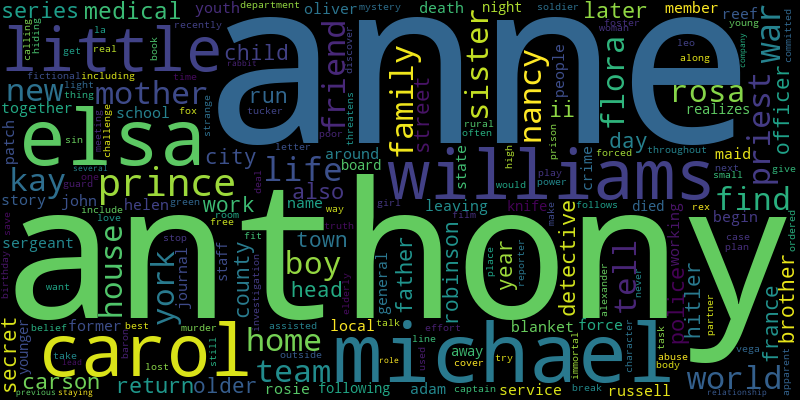 series medical youth department oliver mystery death night soldier later member reef
recently
little anne
calling hiding la real book child friend discover sister nancy people flora war young
get fictional including thing light time rabbit woman foster leo along company committed
new mother run tucker strange family street ii rosa realizes priest officer
together school fox poor threatens rural often prison
patch elsa sin meeting challenge letter day
several city life around board state high forced throughout maid apparent
kay prince williams crime next small give find
story john helen green also would power play
guard one deal work name way girl knife follows died rex begin
include love room free film make
anthony
sergeant house york journal stop staff county fit town truth leaving father robinson year place reporter detective tell police working case plan ordered
save birthday want boy head general elderly investigation alexander never hitler partner brother
secret belief former best murder assisted local talk effort blanket force character task
younger take lead baron still home michael line immortal abuse vega france
carol lost outside team role used away cover try body world
carson return older rosie following adam captain service break russell relationship
previous staying